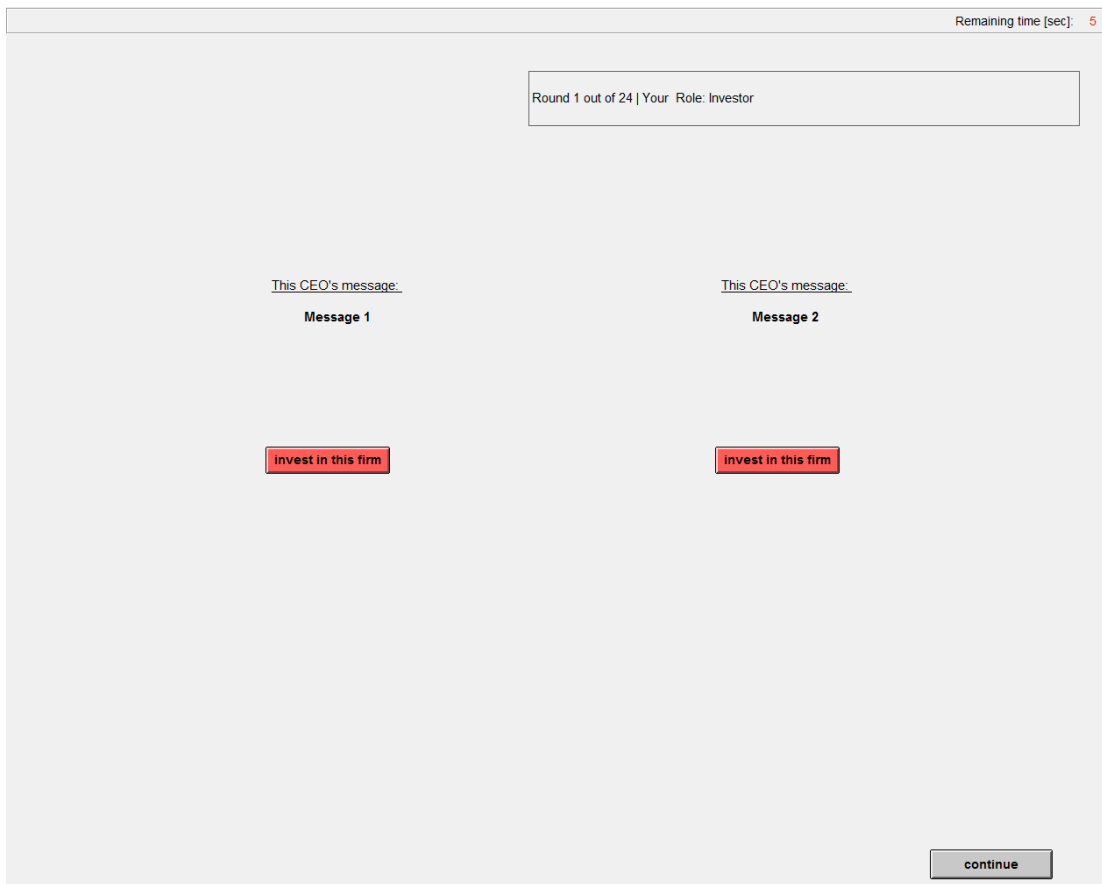 Remaining time [sec]: 5
Round 1 out of 24 | Your Role: Investor
This CEO's message:
Message 1
invest in this firm
This CEO's message:
Message 2
invest in this firm
continue